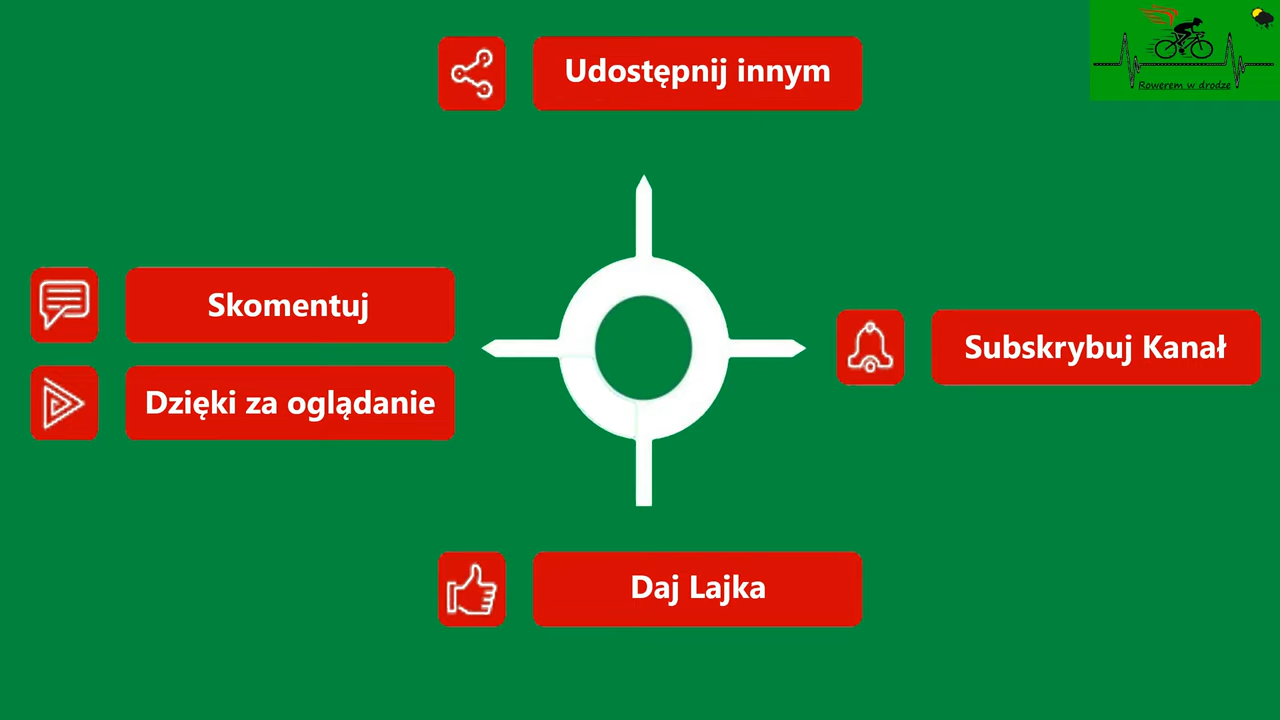 Udostępnij innym
Rowerem w drodze
Skomentuj
Subskrybuj Kanał
Dzięki za oglądanie
Daj Lajka